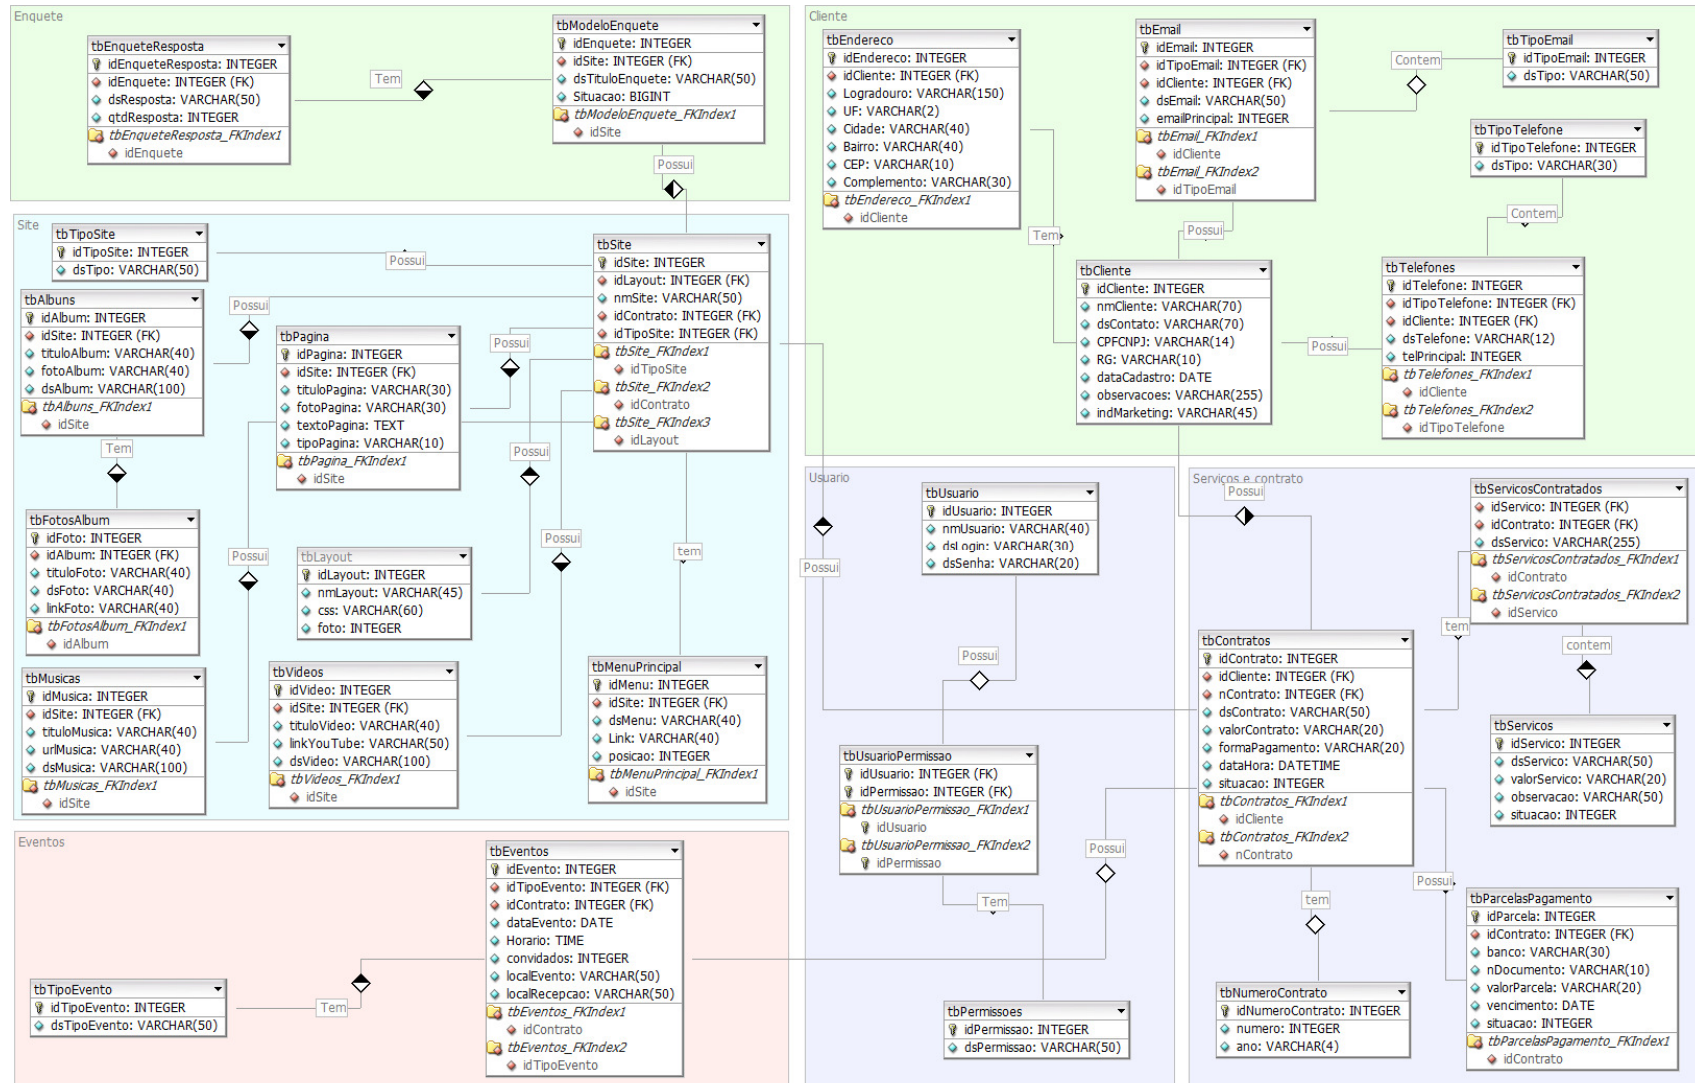 Enquete
tbEnqueteResposta
idEnqueteResposta: INTEGER
idEnquete: INTEGER (FK)
dsResposta: VARCHAR(50)
qtdResposta: INTEGER
tbEnqueteResposta_FKIndex1
idEnquete
Tem
tbModeloEnquete
idEnquete: INTEGER
idSite: INTEGER (FK)
dsTituloEnquete: VARCHAR(50)
Situacao: BIGINT
tbModeloEnquete_FKIndex1
idSite
Possui
Site
tbTipoSite
idTipoSite: INTEGER
dsTipo: VARCHAR(50)
Possui
tbSite
idSite: INTEGER
idLayout: INTEGER (FK)
nmSite: VARCHAR(50)
idContrato: INTEGER (FK)
idTipoSite: INTEGER (FK)
tbSite_FKIndex1
idTipoSite
tbSite_FKIndex2
idContrato
tbSite_FKIndex3
idLayout
tbAlbuns
idAlbum: INTEGER
idSite: INTEGER (FK)
tituloAlbum: VARCHAR(40)
fotoAlbum: VARCHAR(40)
dsAlbum: VARCHAR(100)
tbAlbuns_FKIndex1
idSite
Possui
Tem
tbPagina
idPagina: INTEGER
idSite: INTEGER (FK)
tituloPagina: VARCHAR(30)
fotoPagina: VARCHAR(30)
textoPagina: TEXT
tipoPagina: VARCHAR(10)
tbPagina_FKIndex1
idSite
Possui
Possui
tbFotosAlbum
idFoto: INTEGER
idAlbum: INTEGER (FK)
tituloFoto: VARCHAR(40)
dsFoto: VARCHAR(40)
linkFoto: VARCHAR(40)
tbFotosAlbum_FKIndex1
idAlbum
Possui
tbLayout
idLayout: INTEGER
nmLayout: VARCHAR(45)
css: VARCHAR(60)
foto: INTEGER
Possui
tem
tbMusicas
idMusica: INTEGER
idSite: INTEGER (FK)
tituloMusica: VARCHAR(40)
urlMusica: VARCHAR(40)
dsMusica: VARCHAR(100)
tbMusicas_FKIndex1
idSite
tbVideos
idVideo: INTEGER
idSite: INTEGER (FK)
tituloVideo: VARCHAR(40)
linkYouTube: VARCHAR(50)
dsVideo: VARCHAR(100)
tbVideos_FKIndex1
idSite
tbMenuPrincipal
idMenu: INTEGER
idSite: INTEGER (FK)
dsMenu: VARCHAR(40)
Link: VARCHAR(40)
posicao: INTEGER
tbMenuPrincipal_FKIndex1
idSite
Eventos
tbTipoEvento
idTipoEvento: INTEGER
dsTipoEvento: VARCHAR(50)
Tem
tbEventos
idEvento: INTEGER
idTipoEvento: INTEGER (FK)
idContrato: INTEGER (FK)
dataEvento: DATE
Horario: TIME
convidados: INTEGER
localEvento: VARCHAR(50)
localRecepcao: VARCHAR(50)
tbEventos_FKIndex1
idContrato
tbEventos_FKIndex2
idTipoEvento
Cliente
tbEndereco
idEndereco: INTEGER
idCliente: INTEGER (FK)
Logradouro: VARCHAR(150)
UF: VARCHAR(2)
Cidade: VARCHAR(40)
Bairro: VARCHAR(40)
CEP: VARCHAR(10)
Complemento: VARCHAR(30)
tbEndereco_FKIndex1
idCliente
Tem
tbEmail
idEmail: INTEGER
idTipoEmail: INTEGER (FK)
idCliente: INTEGER (FK)
dsEmail: VARCHAR(50)
emailPrincipal: INTEGER
tbEmail_FKIndex1
idCliente
tbEmail_FKIndex2
idTipoEmail
Contem
tbTipoEmail
idTipoEmail: INTEGER
dsTipo: VARCHAR(50)
tbTipoTelefone
idTipoTelefone: INTEGER
dsTipo: VARCHAR(30)
Contem
Possui
tbCliente
idCliente: INTEGER
nmCliente: VARCHAR(70)
dsContato: VARCHAR(70)
CPFCNPJ: VARCHAR(14)
RG: VARCHAR(10)
dataCadastro: DATE
observacoes: VARCHAR(255)
indMarketing: VARCHAR(45)
Possui
tbTelefones
idTelefone: INTEGER
idTipoTelefone: INTEGER (FK)
idCliente: INTEGER (FK)
dsTelefone: VARCHAR(12)
telPrincipal: INTEGER
tbTelefones_FKIndex1
idCliente
tbTelefones_FKIndex2
idTipoTelefone
Usuario
Possui
tbUsuario
idUsuario: INTEGER
nmUsuario: VARCHAR(40)
dsLogin: VARCHAR(30)
dsSenha: VARCHAR(20)
Possui
tbUsuarioPermissao
idUsuario: INTEGER (FK)
idPermissao: INTEGER (FK)
tbUsuarioPermissao_FKIndex1
idUsuario
tbUsuarioPermissao_FKIndex2
idPermissao
Tem
tbPermissoes
idPermissao: INTEGER
dsPermissao: VARCHAR(50)
Possui
Serviços e contrato
Possui
tbServicosContratados
idServico: INTEGER (FK)
idContrato: INTEGER (FK)
dsServico: VARCHAR(255)
tbServicosContratados_FKIndex1
idContrato
tbServicosContratados_FKIndex2
idServico
tem
contem
tbContratos
idContrato: INTEGER
idCliente: INTEGER (FK)
nContrato: INTEGER (FK)
dsContrato: VARCHAR(50)
valorContrato: VARCHAR(20)
formaPagamento: VARCHAR(20)
dataHora: DATETIME
situacao: INTEGER
tbContratos_FKIndex1
idCliente
tbContratos_FKIndex2
nContrato
tbServicos
idServico: INTEGER
dsServico: VARCHAR(50)
valorServico: VARCHAR(20)
observacao: VARCHAR(50)
situacao: INTEGER
tem
Possui
tbNumeroContrato
idNumeroContrato: INTEGER
numero: INTEGER
ano: VARCHAR(4)
tbParcelasPagamento
idParcela: INTEGER
idContrato: INTEGER (FK)
banco: VARCHAR(30)
nDocumento: VARCHAR(10)
valorParcela: VARCHAR(20)
vencimento: DATE
situacao: INTEGER
tbParcelasPagamento_FKIndex1
idContrato